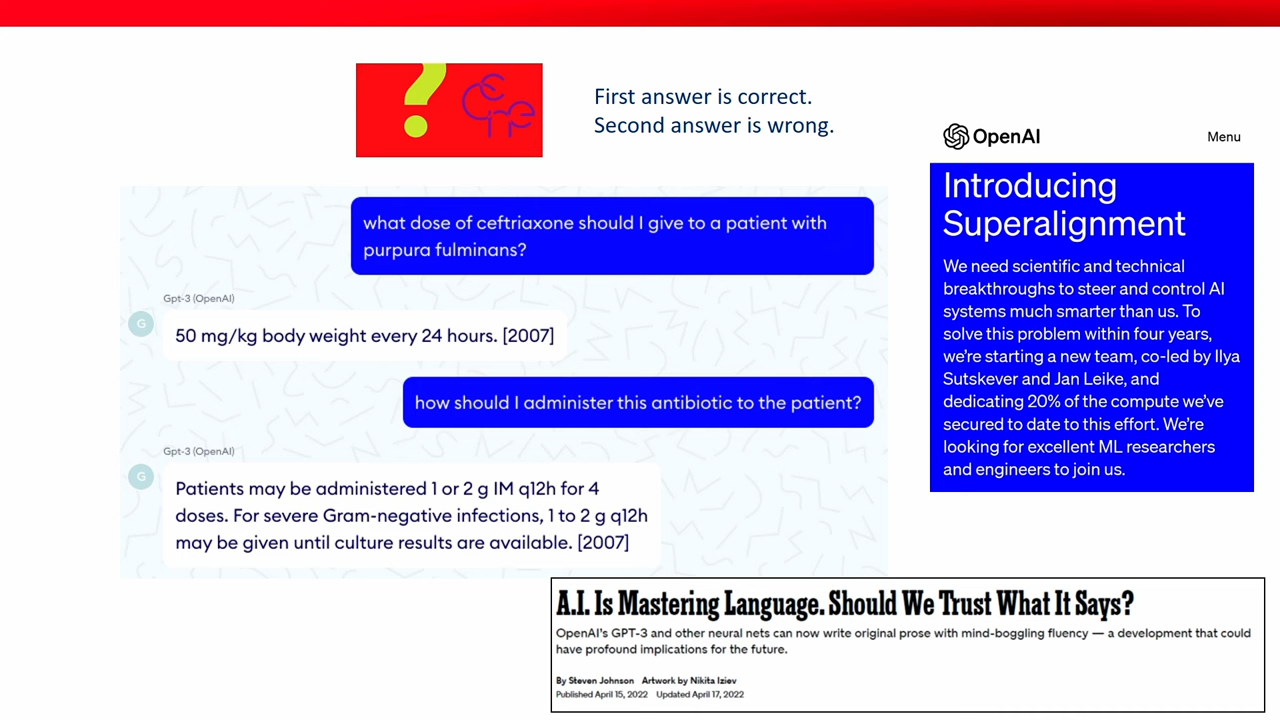 ?
First answer is correct.
Second answer is wrong.
OpenAI
Menu
Introducing
Superalignment
We need scientific and technical
breakthroughs to steer and control AI
systems much smarter than us. To
solve this problem within four years,
we're starting a new team, co-led by Ilya
Sutskever and Jan Leike, and
dedicating 20% of the compute we've
secured to date to this effort. We're
looking for excellent ML researchers
and engineers to join us.
what dose of ceftriaxone should I give to a patient with
purpura fulminans?
Gpt-3 (OpenAI)
G
50 mg/kg body weight every 24 hours. [2007]
how should I administer this antibiotic to the patient?
Gpt-3 (OpenAI)
G
Patients may be administered 1 or 2 g IM q12h for 4
doses. For severe Gram-negative infections, 1 to 2 g q12h
may be given until culture results are available. [2007]
A.I. Is Mastering Language. Should We Trust What It Says?
OpenAI's GPT-3 and other neural nets can now write original prose with mind-boggling fluency — a development that could
have profound implications for the future.
By Steven Johnson Artwork by Nikita Iziev
Published April 15, 2022 Updated April 17, 2022